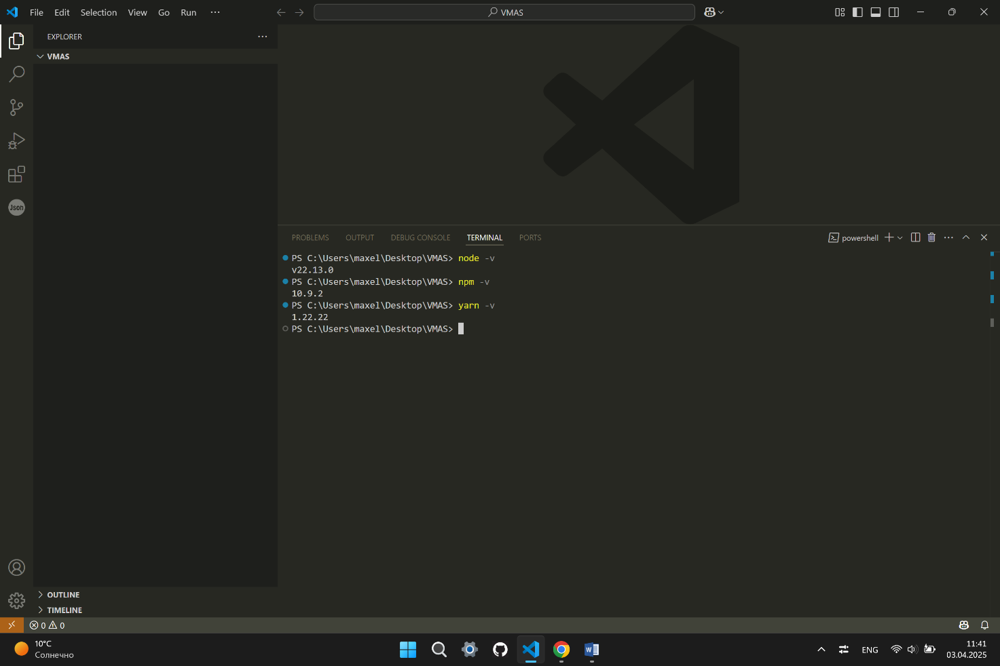 File Edit Selection View Go Run ···
VMAS
EXPLORER
VMAS
Json
OUTLINE
TIMELINE
PROBLEMS OUTPUT DEBUG CONSOLE TERMINAL PORTS
powershell
PS C:\Users\maxel\Desktop\VMAS> node -v
v22.13.0
PS C:\Users\maxel\Desktop\VMAS> npm -v
10.9.2
PS C:\Users\maxel\Desktop\VMAS> yarn -v
1.22.22
PS C:\Users\maxel\Desktop\VMAS>
0 0
10°C
Солнечно
W
ENG
11:41
03.04.2025